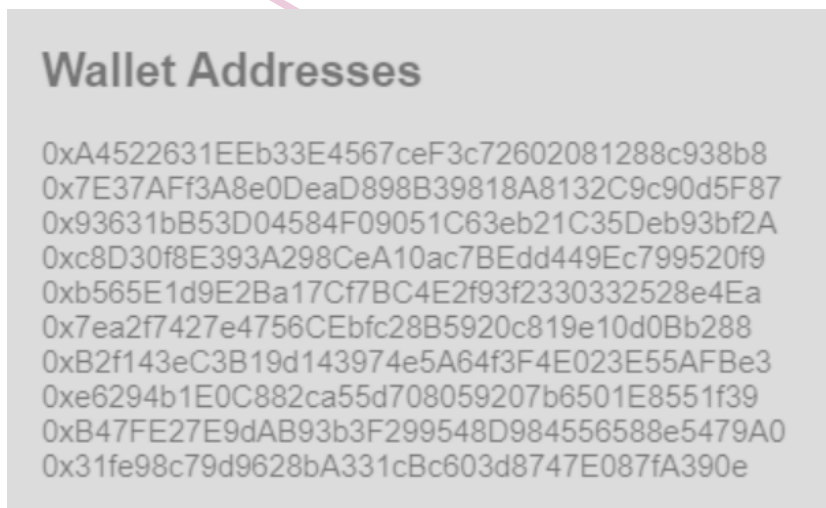 Wallet Addresses
0xA4522631EEb33E4567ceF3c72602081288c938b8
0x7E37AFf3A8e0DeaD898B39818A8132C9c90d5F87
0x93631bB53D04584F09051C63eb21C35Deb93bf2A
0xc8D30f8E393A298CeA10ac7BEdd449Ec799520f9
0xb565E1d9E2Ba17Cf7BC4E2f93f2330332528e4Ea
0x7ea2f7427e4756CEbfc28B5920c819e10d0Bb288
0xB2f143eC3B19d143974e5A64f3F4E023E55AFBe3
0xe6294b1E0C882ca55d708059207b6501E8551f39
0xB47FE27E9dAB93b3F299548D984556588e5479A0
0x31fe98c79d9628bA331cBc603d8747E087fA390e